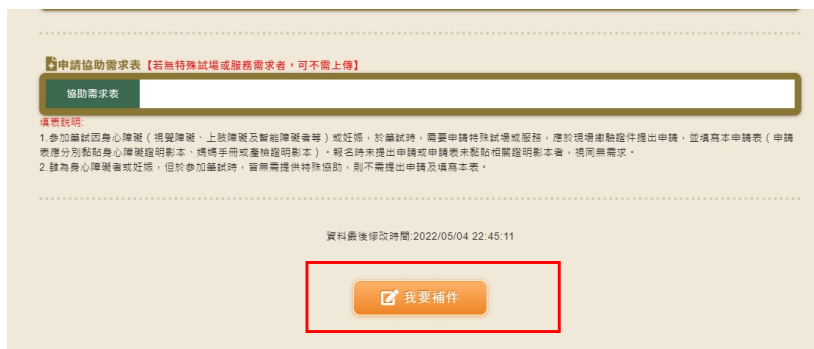 申請協助需求表【若無特殊試場或服務需求者，可不需上傳】
協助需求表
填表說明:
1.參加筆試因身心障礙（視覺障礙、上肢障礙及智能障礙者等）或妊娠，於筆試時，需要申請特殊試場或服務，應於現場繳驗證件提出申請，並填寫本申請表（申請
表應分別黏貼身心障礙證明影本、媽媽手冊或產檢證明影本）。報名時未提出申請或申請表未黏貼相關證明影本者，視同無需求。
2.雖為身心障礙者或妊娠，但於參加筆試時，皆無需提供特殊協助，則不需提出申請及填寫本表。
資料最後修改時間:2022/05/04 22:45:11
我要補件